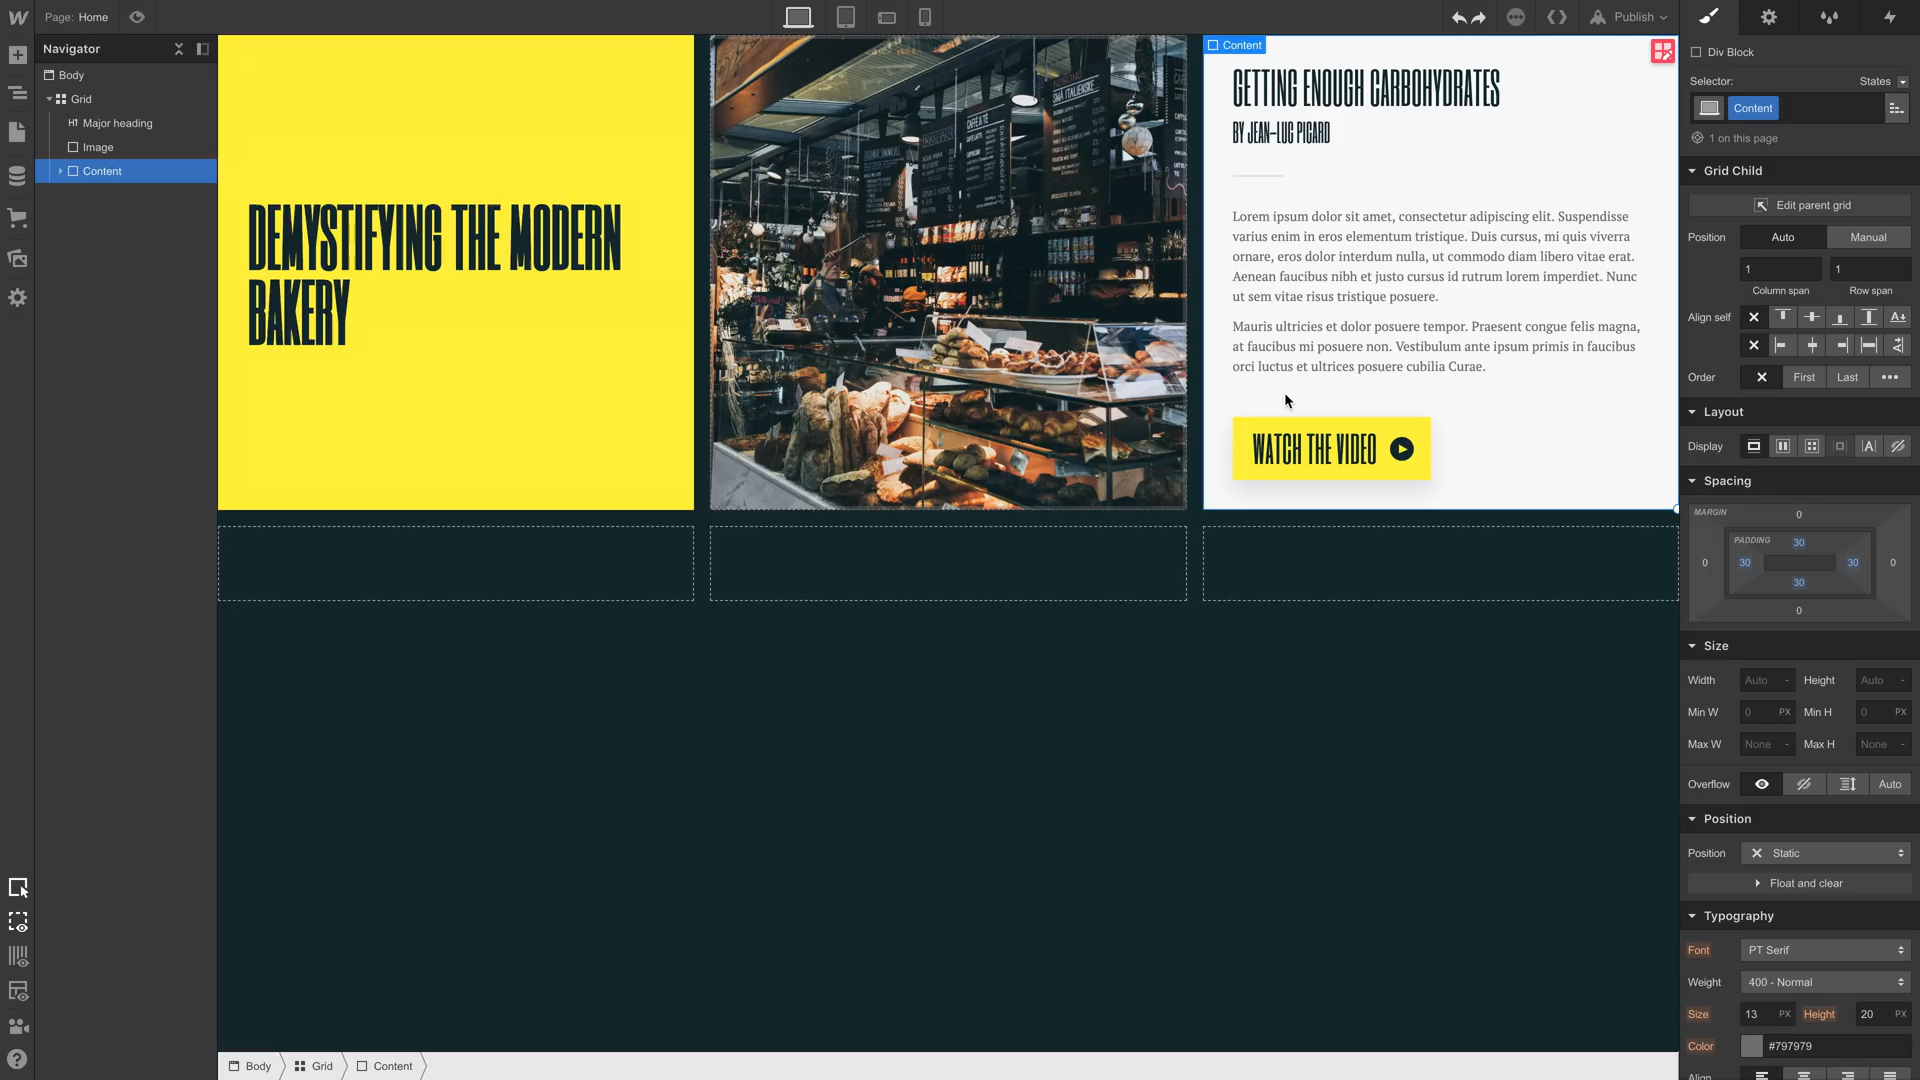 Page: Home
Publish
Navigator
Body
Grid
H1 Major heading
Image
Content
DEMYSTIFYING THE MODERN
BAKERY
CAFFÈ & TÈ
SMÅ ITALIENSKE
Content
GETTING ENOUGH CARBOHYDRATES
BY JEAN-LUC PICARD
Lorem ipsum dolor sit amet, consectetur adipiscing elit. Suspendisse
varius enim in eros elementum tristique. Duis cursus, mi quis viverra
ornare, eros dolor interdum nulla, ut commodo diam libero vitae erat.
Aenean faucibus nibh et justo cursus id rutrum lorem imperdiet. Nunc
ut sem vitae risus tristique posuere.
Mauris ultricies et dolor posuere tempor. Praesent congue felis magna,
at faucibus mi posuere non. Vestibulum ante ipsum primis in faucibus
orci luctus et ultrices posuere cubilia Curae.
WATCH THE VIDEO
Body
Grid
Content
Div Block
Selector: States
Content
1 on this page
Grid Child
Edit parent grid
Position Auto Manual
1 1
Column span Row span
Align self
Order First Last
Layout
Display
Spacing
MARGIN 0
PADDING 30
0 30 30 0
30
0
Size
Width Auto - Height Auto -
Min W 0 PX Min H 0 PX
Max W None - Max H None -
Overflow Auto
Position
Position Static
Float and clear
Typography
Font PT Serif
Weight 400 - Normal
Size 13 PX Height 20 PX
Color #797979
Align